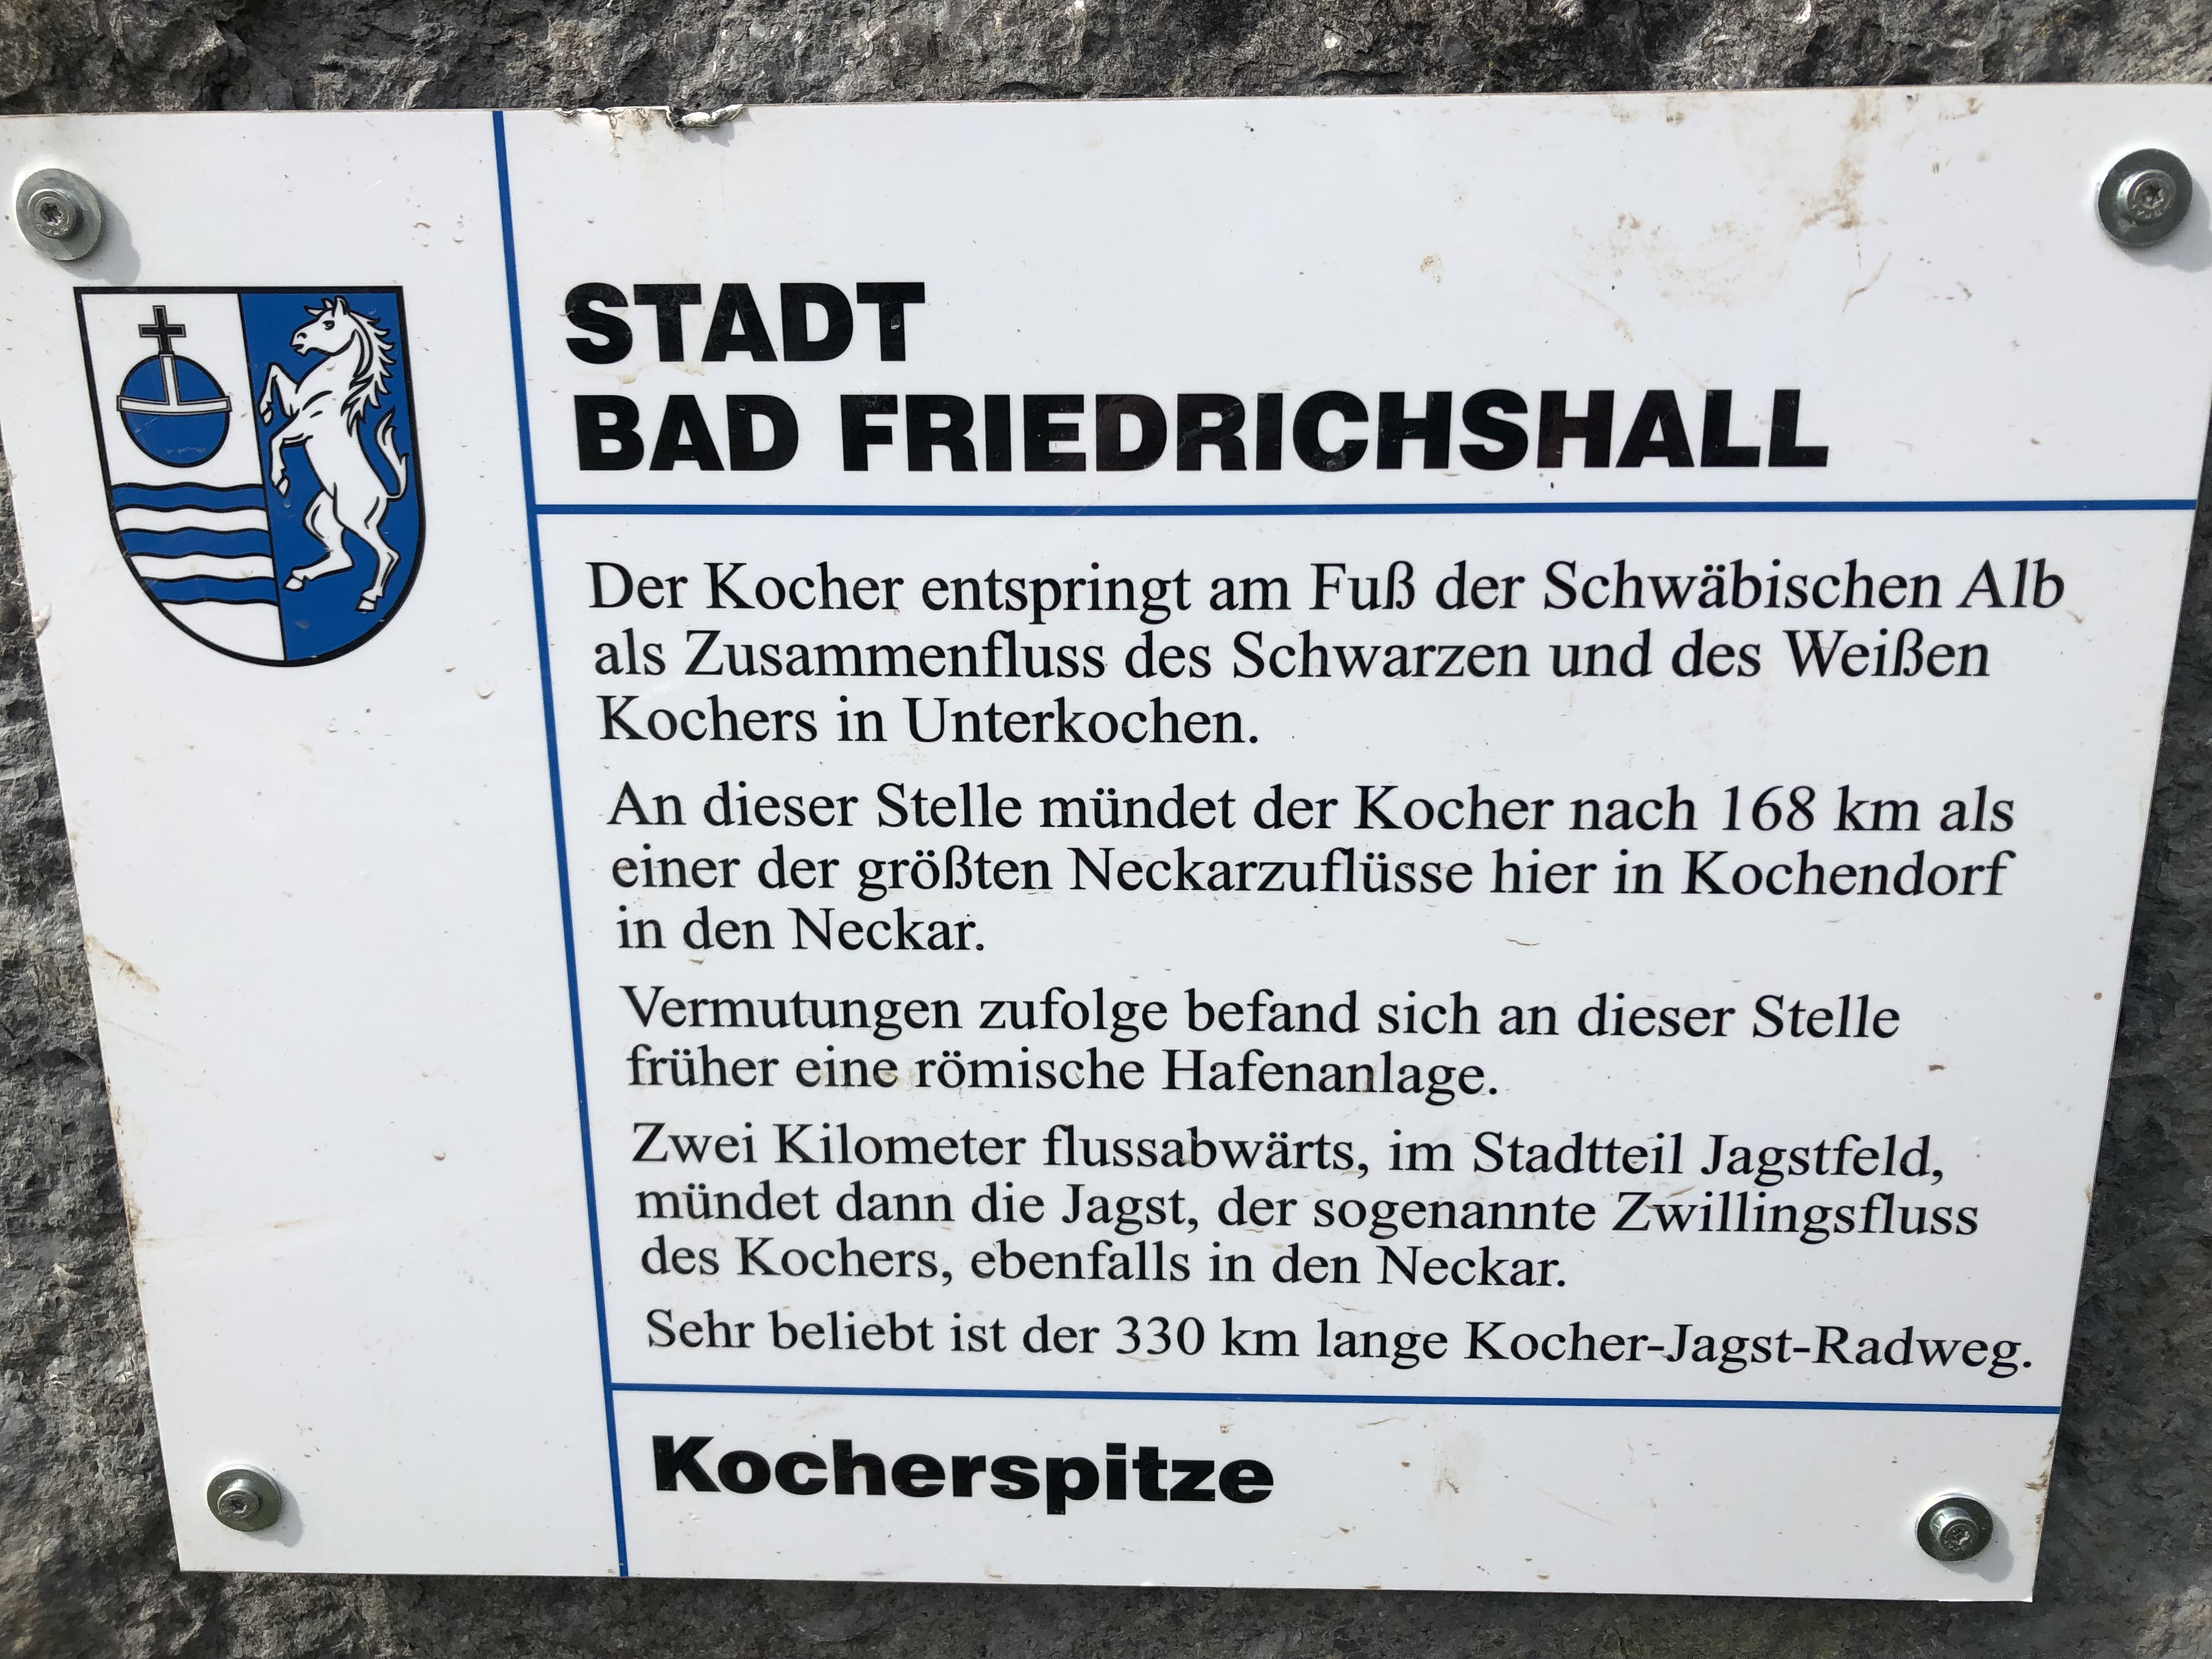 STADT
BAD FRIEDRICHSHALL
Der Kocher entspringt am Fuß der Schwäbischen Alb
als Zusammenfluss des Schwarzen und des Weißen
Kochers in Unterkochen.
An dieser Stelle mündet der Kocher nach 168 km als
einer der größten Neckarzuflüsse hier in Kochendorf
in den Neckar.
Vermutungen zufolge befand sich an dieser Stelle
früher eine römische Hafenanlage.
Zwei Kilometer flussabwärts, im Stadtteil Jagstfeld,
mündet dann die Jagst, der sogenannte Zwillingsfluss
des Kochers, ebenfalls in den Neckar.
Sehr beliebt ist der 330 km lange Kocher-Jagst-Radweg.
Kocherspitze